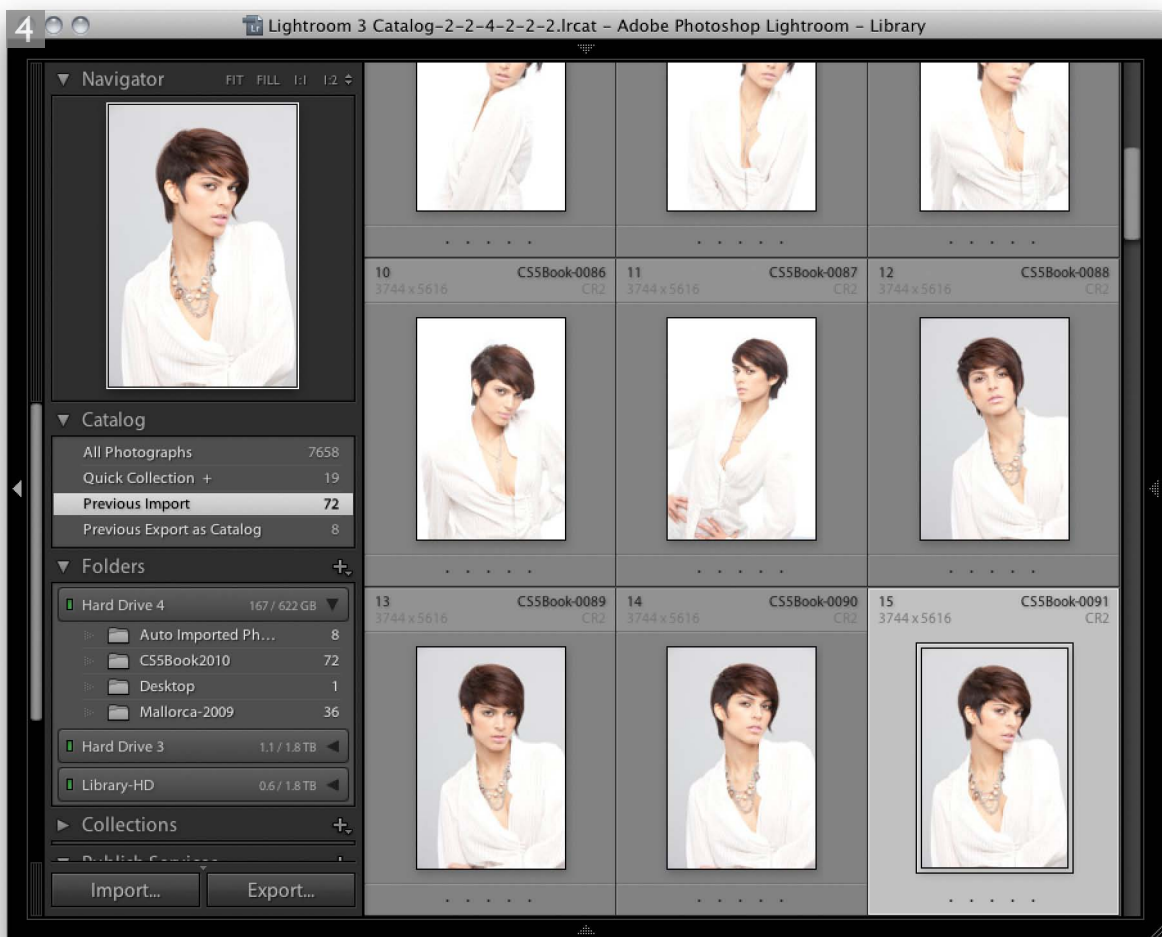 4
Lightroom 3 Catalog-2-2-4-2-2-2.lrcat – Adobe Photoshop Lightroom – Library
Navigator FIT FILL 1:1 1:2
Catalog
All Photographs 7658
Quick Collection + 19
Previous Import 72
Previous Export as Catalog 8
Folders
Hard Drive 4 167 / 622 GB
Auto Imported Ph... 8
CS5Book2010 72
Desktop 1
Mallorca-2009 36
Hard Drive 3 1.1 / 1.8 TB
Library-HD 0.6 / 1.8 TB
Collections
Publish Services
Import...
Export...
10 CS5Book-0086
3744 x 5616 CR2
11 CS5Book-0087
3744 x 5616 CR2
12 CS5Book-0088
3744 x 5616 CR2
13 CS5Book-0089
3744 x 5616 CR2
14 CS5Book-0090
3744 x 5616 CR2
15 CS5Book-0091
3744 x 5616 CR2